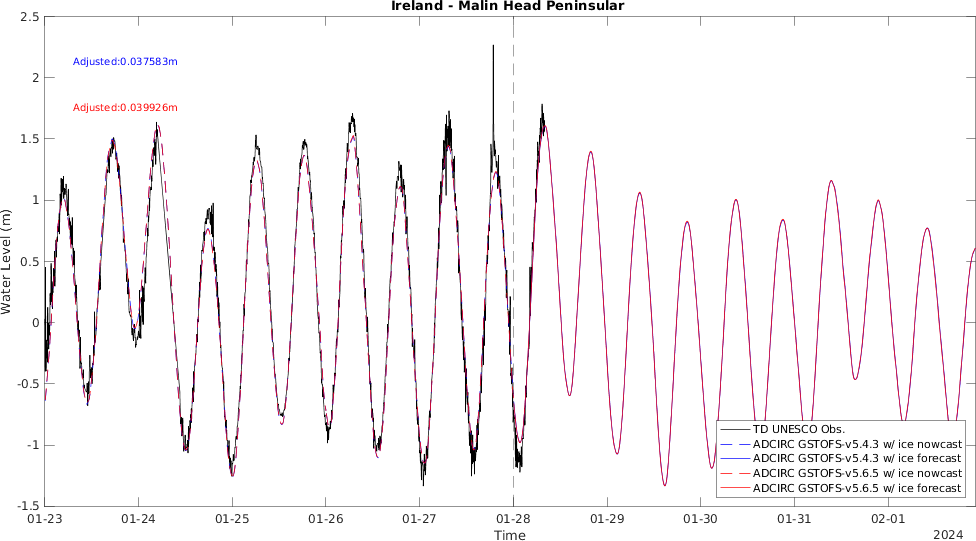 Ireland - Malin Head Peninsular
2.5
2
1.5
1
0.5
0
-0.5
-1
-1.5
Water Level (m)
Adjusted:0.037583m
Adjusted:0.039926m
TD UNESCO Obs.
ADCIRC GSTOFS-v5.4.3 w/ ice nowcast
ADCIRC GSTOFS-v5.4.3 w/ ice forecast
ADCIRC GSTOFS-v5.6.5 w/ ice nowcast
ADCIRC GSTOFS-v5.6.5 w/ ice forecast
01-23 01-24 01-25 01-26 01-27 01-28 01-29 01-30 01-31 02-01
Time
2024